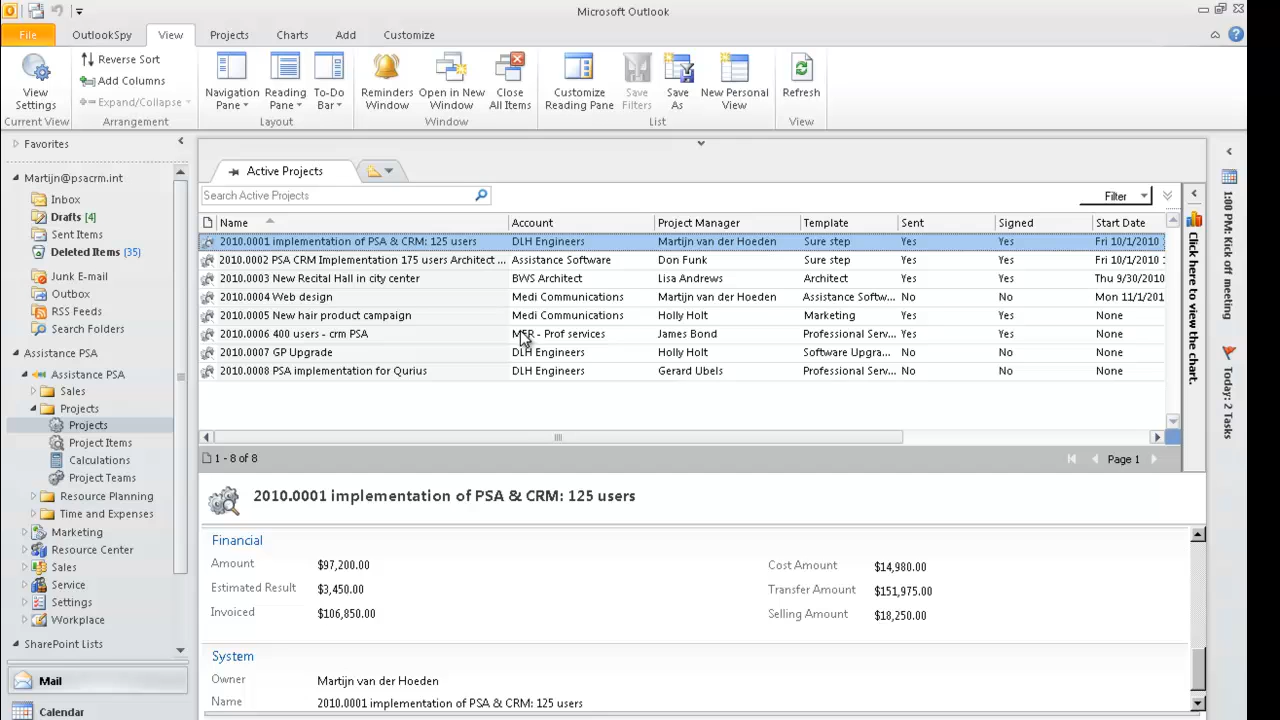 Microsoft Outlook
File OutlookSpy View Projects Charts Add Customize
View Settings
Reverse Sort
Add Columns
Expand/Collapse
Navigation Pane
Reading Pane
To-Do Bar
Reminders Window
Open in New Window
Close All Items
Customize Reading Pane
Save Filters
Save As
New Personal View
Refresh
Current View Arrangement Layout Window List View
Favorites
Martijn@psacrm.int
Inbox
Drafts [4]
Sent Items
Deleted Items (35)
Junk E-mail
Outbox
RSS Feeds
Search Folders
Assistance PSA
Assistance PSA
Sales
Projects
Projects
Project Items
Calculations
Project Teams
Resource Planning
Time and Expenses
Marketing
Resource Center
Sales
Service
Settings
Workplace
SharePoint Lists
Mail
Calendar
Active Projects
Search Active Projects
Filter
Name Account Project Manager Template Sent Signed Start Date
2010.0001 implementation of PSA & CRM: 125 users DLH Engineers Martijn van der Hoeden Sure step Yes Yes Fri 10/1/2010
2010.0002 PSA CRM Implementation 175 users Architect ... Assistance Software Don Funk Sure step Yes Yes Fri 10/1/2010
2010.0003 New Recital Hall in city center BWS Architect Lisa Andrews Architect Yes Yes Thu 9/30/2010
2010.0004 Web design Medi Communications Martijn van der Hoeden Assistance Softw... No No Mon 11/1/201
2010.0005 New hair product campaign Medi Communications Holly Holt Marketing Yes Yes None
2010.0006 400 users - crm PSA - Prof services James Bond Professional Serv... Yes Yes None
2010.0007 GP Upgrade DLH Engineers Holly Holt Software Upgra... No No None
2010.0008 PSA implementation for Qurius DLH Engineers Gerard Ubels Professional Serv... No No None
1 - 8 of 8 Page 1
2010.0001 implementation of PSA & CRM: 125 users
Financial
Amount $97,200.00 Cost Amount $14,980.00
Estimated Result $3,450.00 Transfer Amount $151,975.00
Invoiced $106,850.00 Selling Amount $18,250.00
System
Owner Martijn van der Hoeden
Name 2010.0001 implementation of PSA & CRM: 125 users
Click here to view the chart.
1:00 PM: Kick off meeting
Today: 2 Tasks